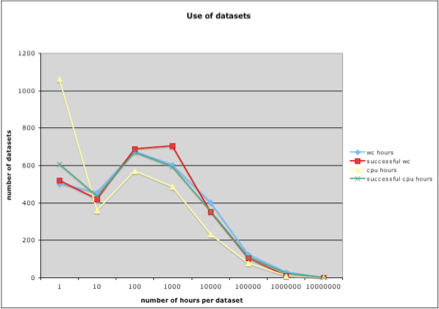 Use of datasets
1200
1000
800
600
400
200
0
number of datasets
1 10 100 1000 10000 100000 1000000 10000000
number of hours per dataset
wc hours
successful wc
cpu hours
successful cpu hours